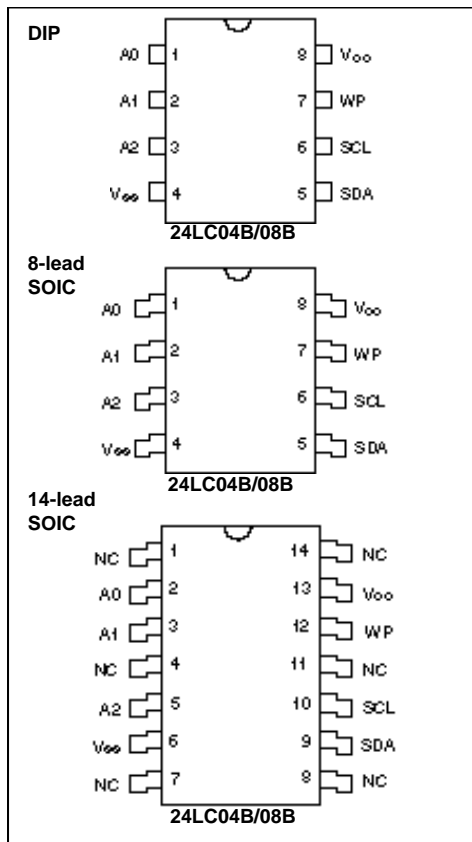 DIP
A0 1 8 Vcc
A1 2 7 WP
A2 3 6 SCL
Vss 4 5 SDA
24LC04B/08B
8-lead
SOIC
A0 1 8 Vcc
A1 2 7 WP
A2 3 6 SCL
Vss 4 5 SDA
24LC04B/08B
14-lead
SOIC
NC 1 14 NC
A0 2 13 Vcc
A1 3 12 WP
NC 4 11 NC
A2 5 10 SCL
Vss 6 9 SDA
NC 7 8 NC
24LC04B/08B